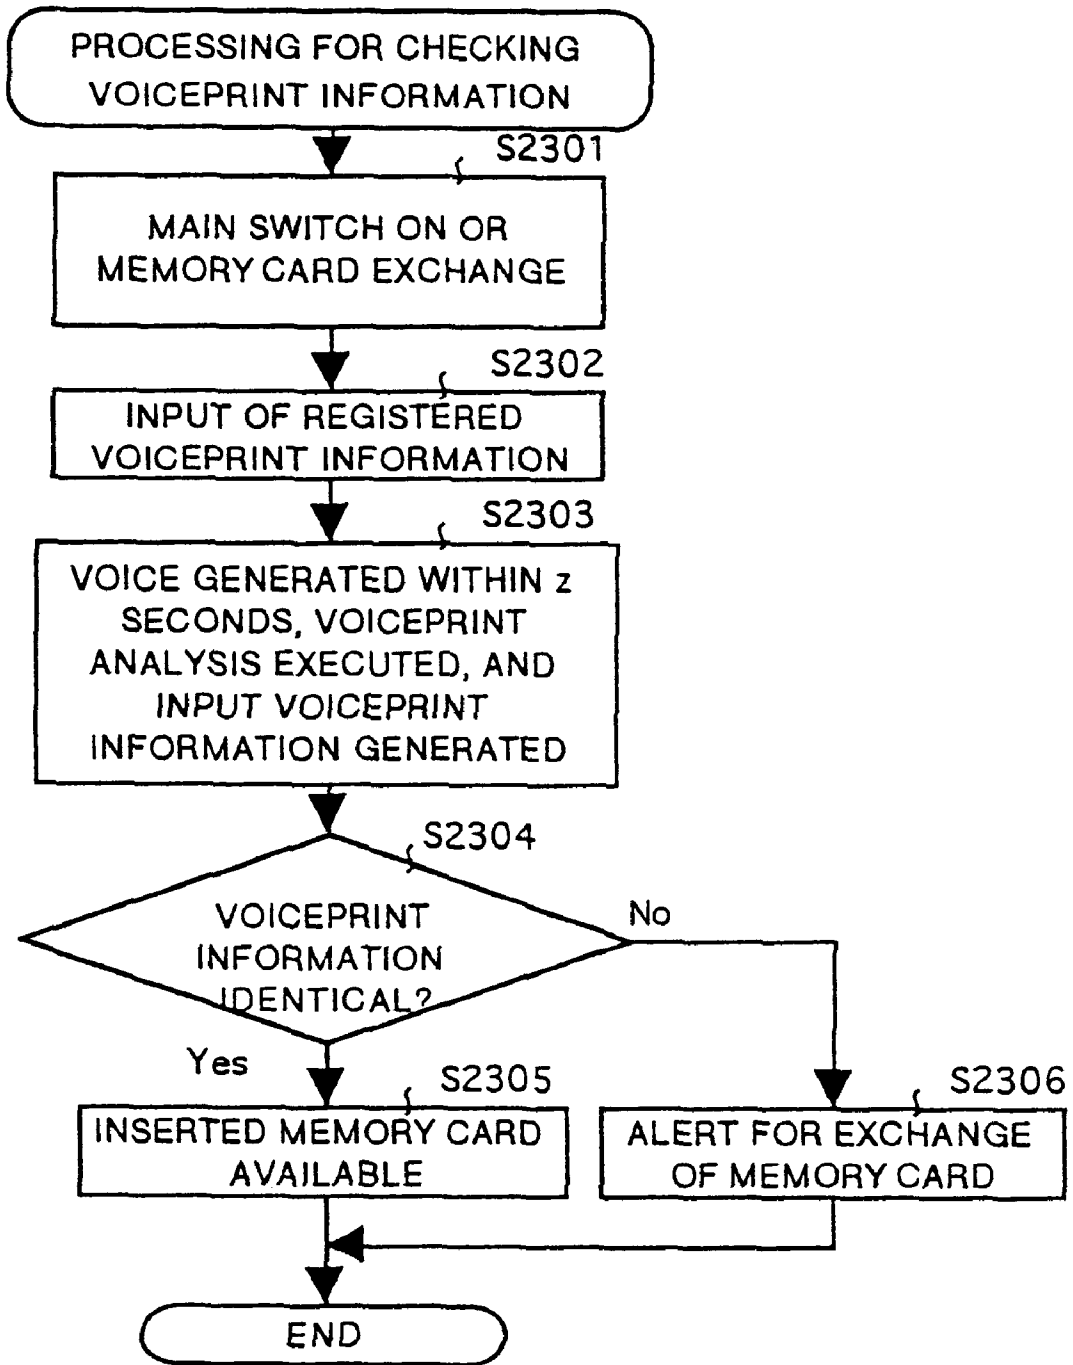 PROCESSING FOR CHECKING
VOICEPRINT INFORMATION
S2301
MAIN SWITCH ON OR
MEMORY CARD EXCHANGE
S2302
INPUT OF REGISTERED
VOICEPRINT INFORMATION
S2303
VOICE GENERATED WITHIN z
SECONDS, VOICEPRINT
ANALYSIS EXECUTED, AND
INPUT VOICEPRINT
INFORMATION GENERATED
S2304
VOICEPRINT
INFORMATION
IDENTICAL?
No
Yes
S2305
INSERTED MEMORY CARD
AVAILABLE
S2306
ALERT FOR EXCHANGE
OF MEMORY CARD
END